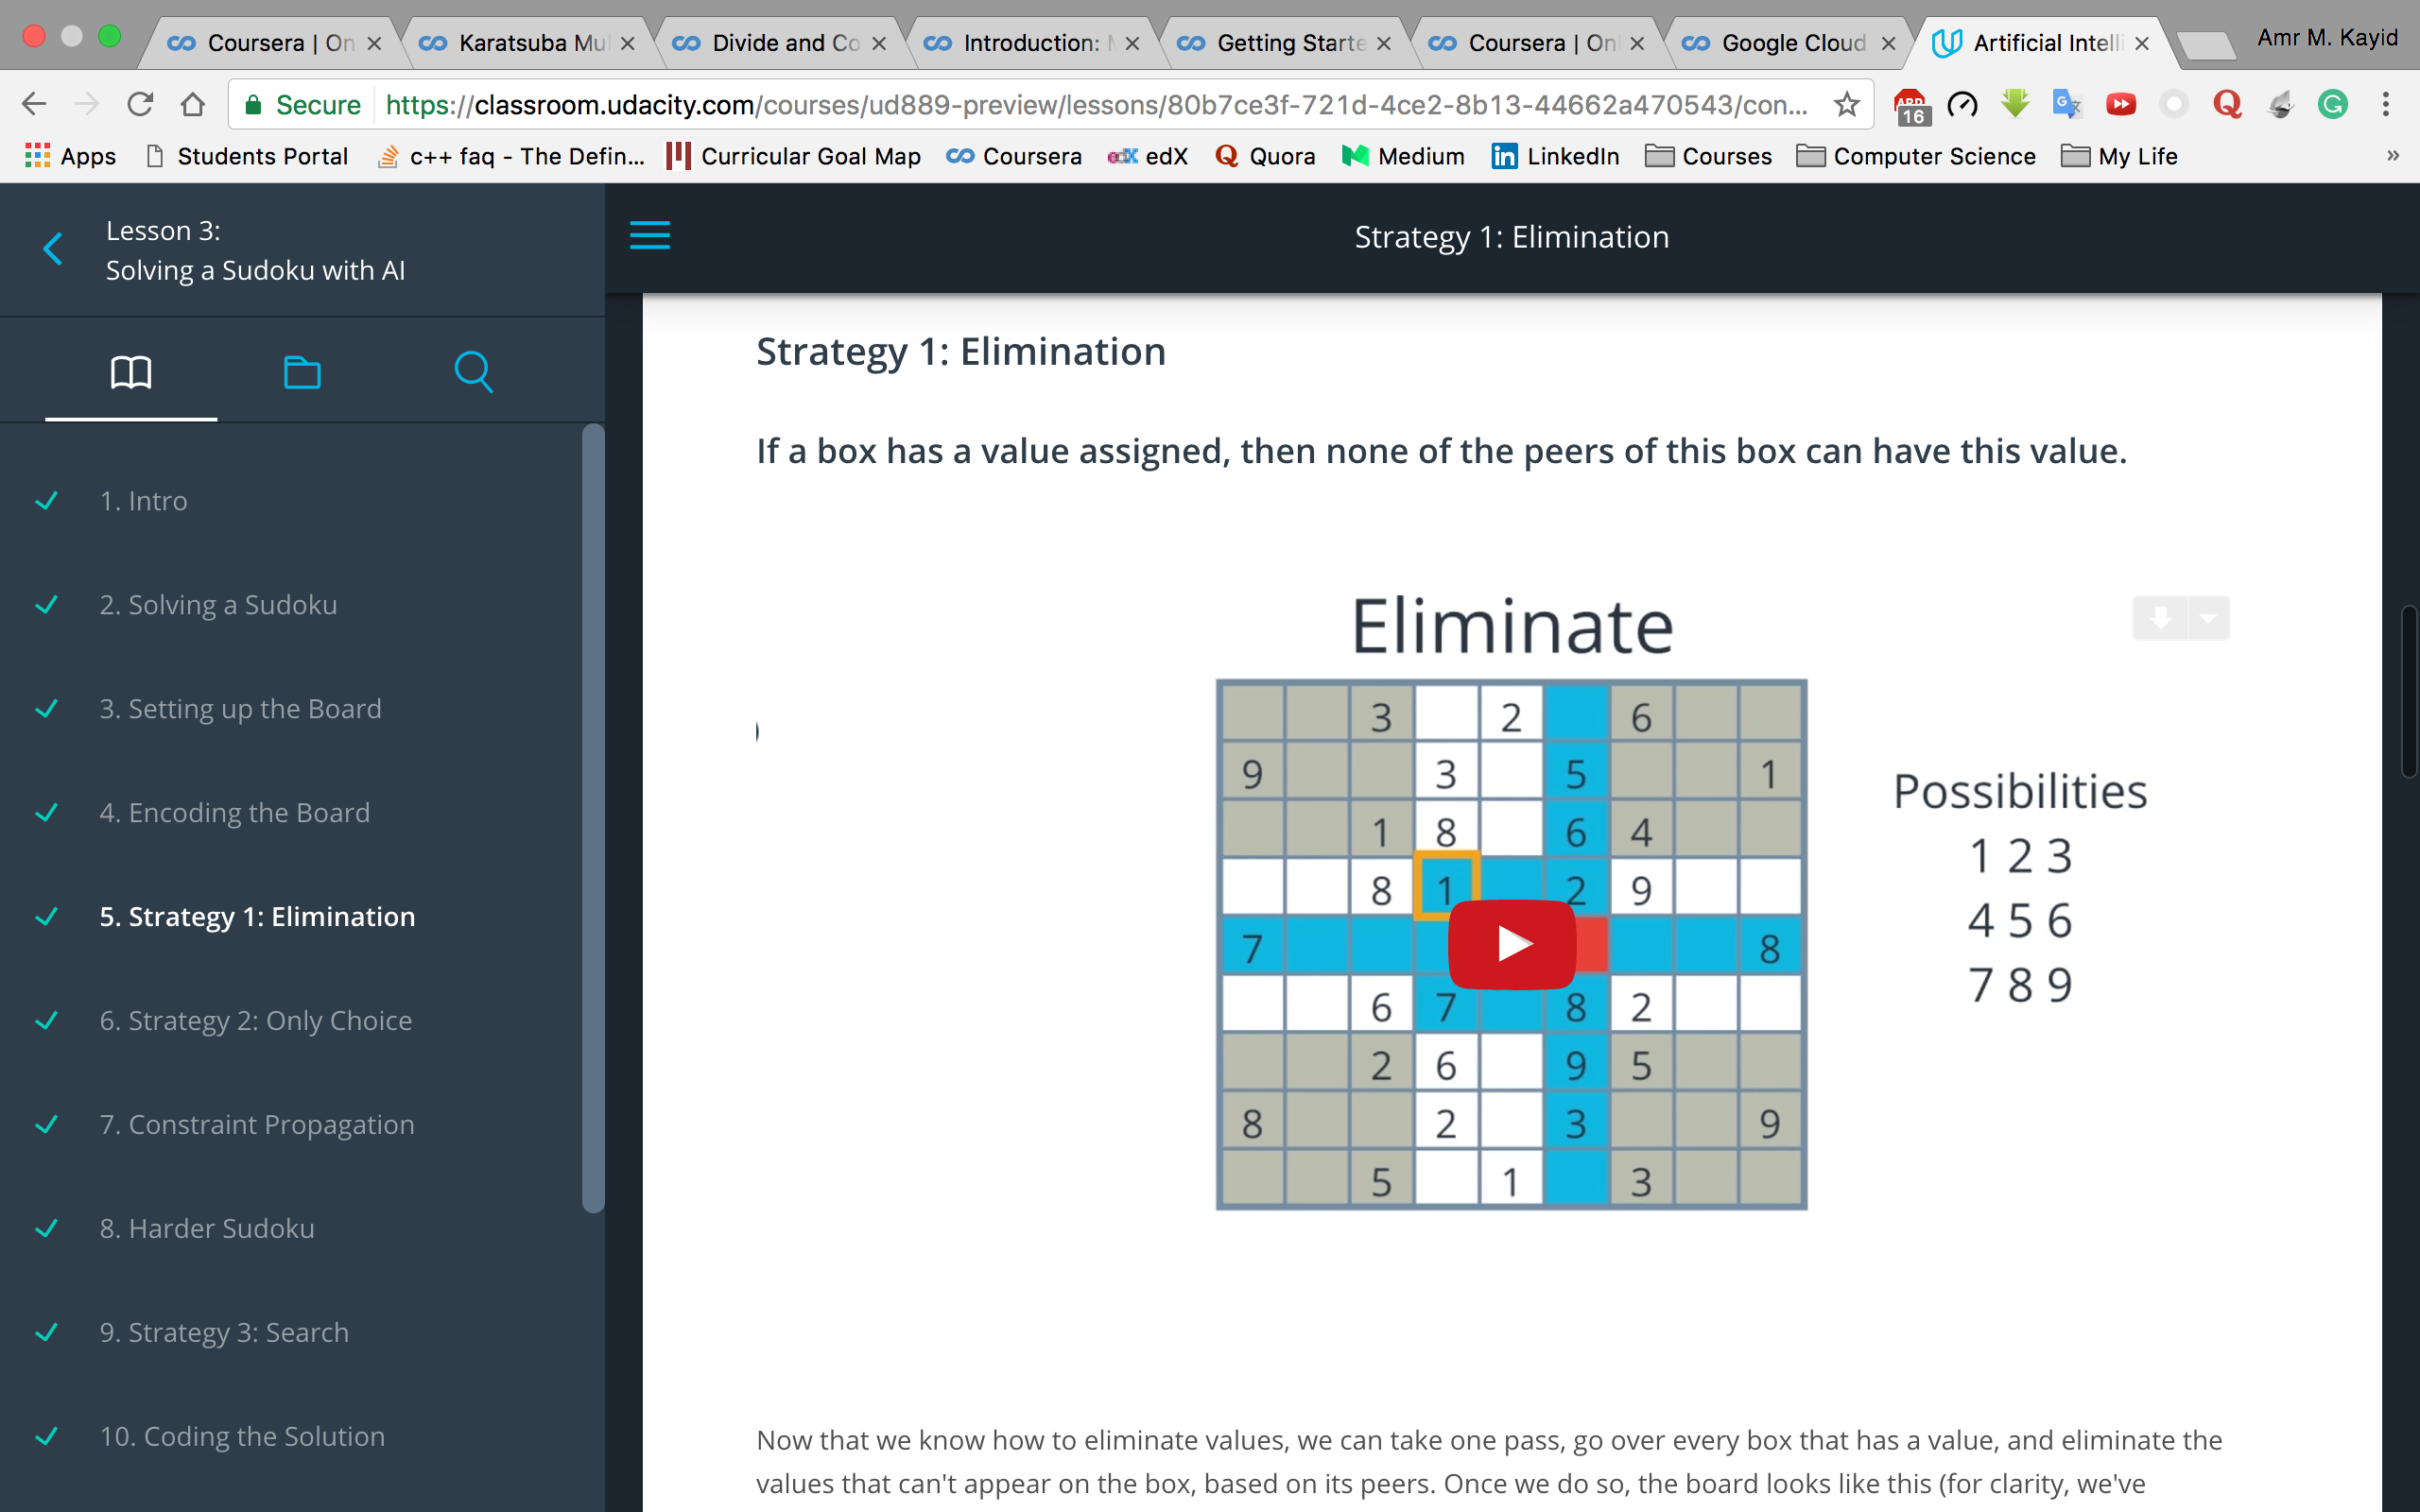 Coursera | On
Karatsuba Mul
Divide and Co
Introduction:
Getting Starte
Coursera | Onl
Google Cloud
Artificial Intelli
Amr M. Kayid
Secure
https://classroom.udacity.com/courses/ud889-preview/lessons/80b7ce3f-721d-4ce2-8b13-44662a470543/con...
16
Apps
Students Portal
c++ faq - The Defin...
Curricular Goal Map
Coursera
edX
Quora
Medium
LinkedIn
Courses
Computer Science
My Life
»
Lesson 3:
Solving a Sudoku with AI
1. Intro
2. Solving a Sudoku
3. Setting up the Board
4. Encoding the Board
5. Strategy 1: Elimination
6. Strategy 2: Only Choice
7. Constraint Propagation
8. Harder Sudoku
9. Strategy 3: Search
10. Coding the Solution
Strategy 1: Elimination
Strategy 1: Elimination
If a box has a value assigned, then none of the peers of this box can have this value.
Eliminate
3 2 6
9 3 5 1
1 8 6 4
8 1 2 9
7 8
6 7 8 2
2 6 9 5
8 2 3 9
5 1 3
Possibilities
1 2 3
4 5 6
7 8 9
Now that we know how to eliminate values, we can take one pass, go over every box that has a value, and eliminate the
values that can't appear on the box, based on its peers. Once we do so, the board looks like this (for clarity, we've